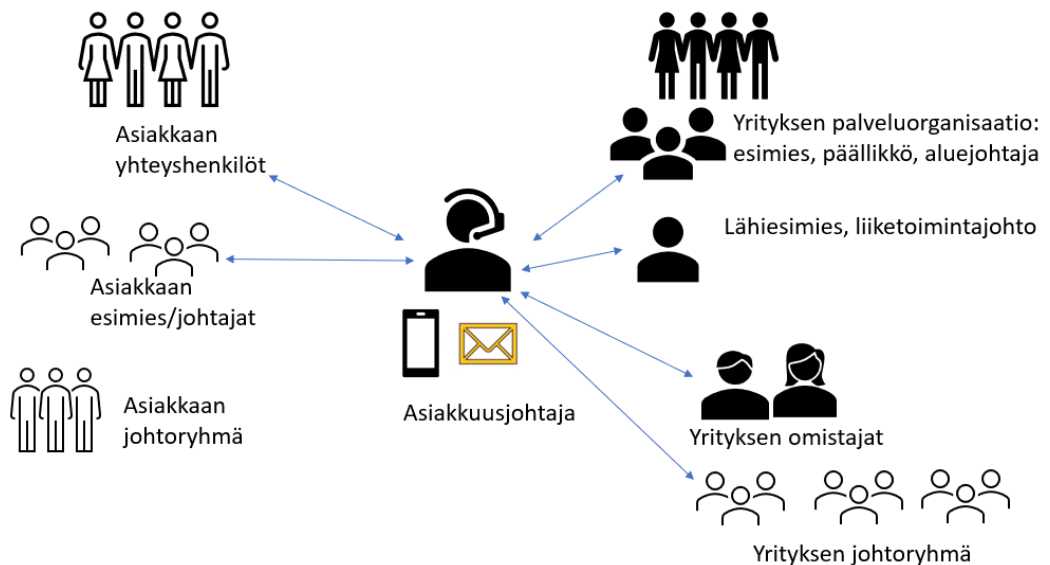 Asiakkaan
yhteyshenkilöt
Yrityksen palveluorganisaatio:
esimies, päällikkö, aluejohtaja
Lähiesimies, liiketoimintajohto
Asiakkaan
esimies/johtajat
Asiakkaan
johtoryhmä
Asiakkuusjohtaja
Yrityksen omistajat
Yrityksen johtoryhmä